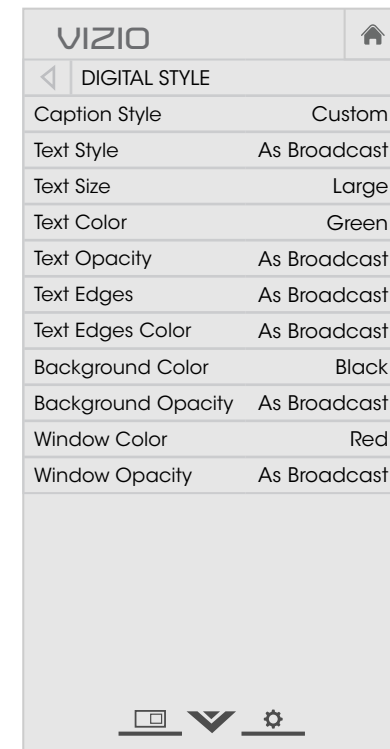 VIZIO
DIGITAL STYLE
Caption Style Custom
Text Style As Broadcast
Text Size Large
Text Color Green
Text Opacity As Broadcast
Text Edges As Broadcast
Text Edges Color As Broadcast
Background Color Black
Background Opacity As Broadcast
Window Color Red
Window Opacity As Broadcast